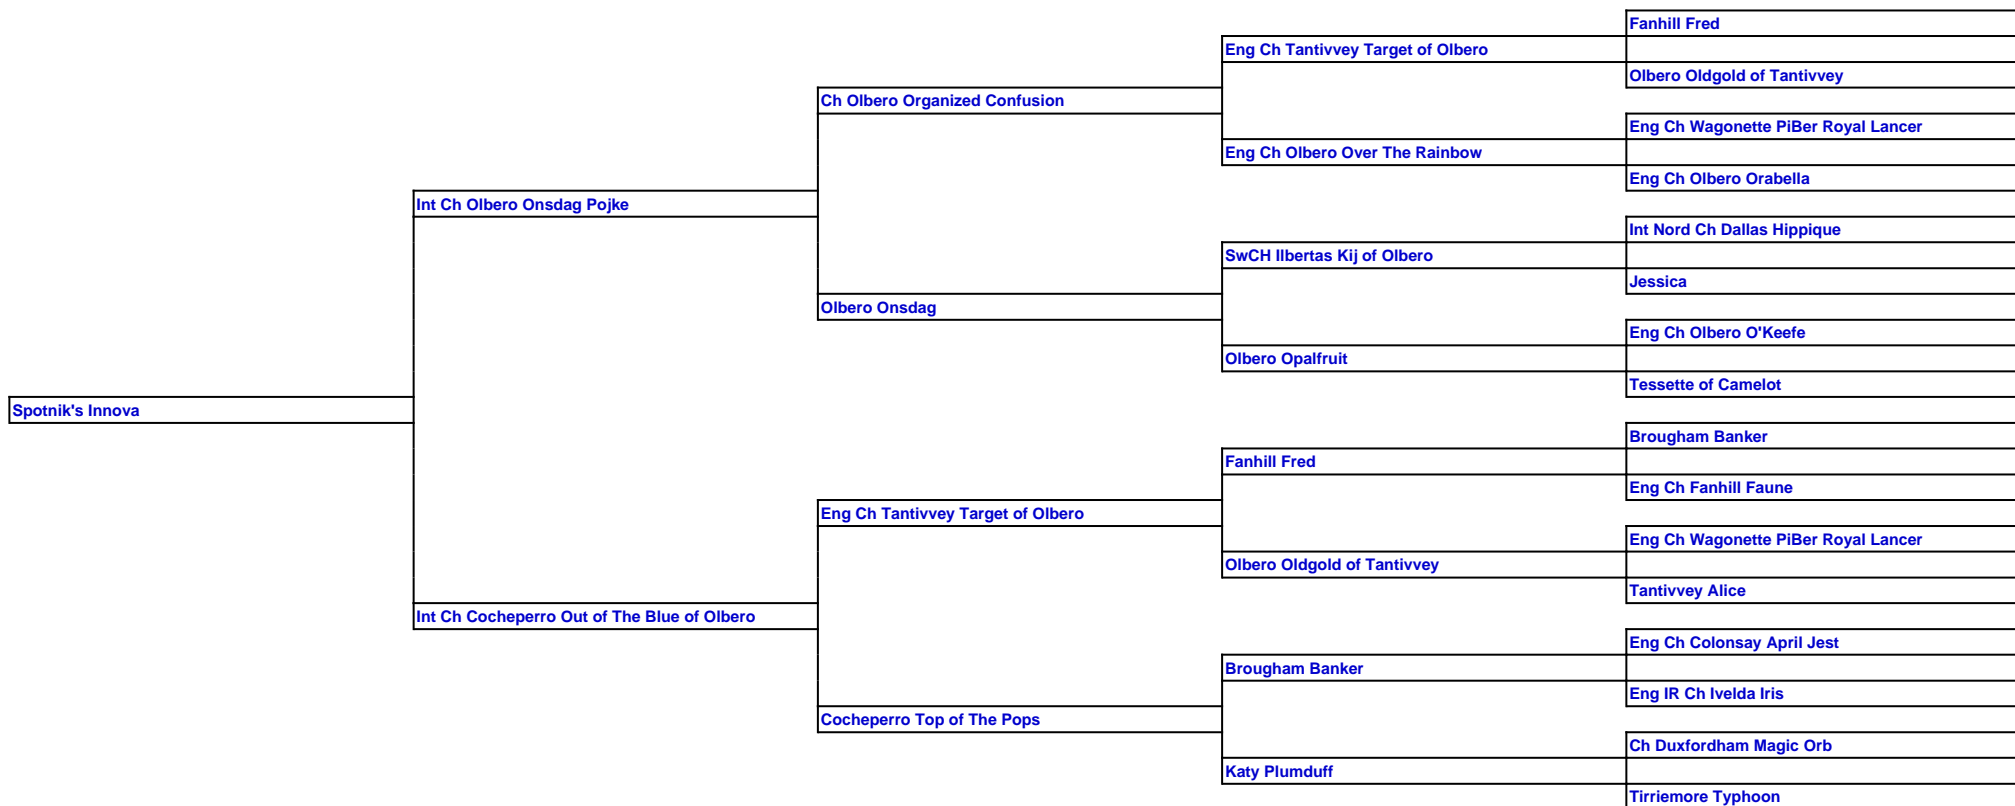 Fanhill Fred
Eng Ch Tantivvey Target of Olbero
Olbero Oldgold of Tantivvey
Ch Olbero Organized Confusion
Eng Ch Wagonette PiBer Royal Lancer
Eng Ch Olbero Over The Rainbow
Eng Ch Olbero Orabella
Int Ch Olbero Onsdag Pojke
Int Nord Ch Dallas Hippique
SwCH Ilbertas Kij of Olbero
Jessica
Olbero Onsdag
Eng Ch Olbero O'Keefe
Olbero Opalfruit
Tessette of Camelot
Spotnik's Innova
Brougham Banker
Fanhill Fred
Eng Ch Fanhill Faune
Eng Ch Tantivvey Target of Olbero
Eng Ch Wagonette PiBer Royal Lancer
Olbero Oldgold of Tantivvey
Tantivvey Alice
Int Ch Cocheperro Out of The Blue of Olbero
Eng Ch Colonsay April Jest
Brougham Banker
Eng IR Ch Ivelda Iris
Cocheperro Top of The Pops
Ch Duxfordham Magic Orb
Katy Plumduff
Tirriemore Typhoon